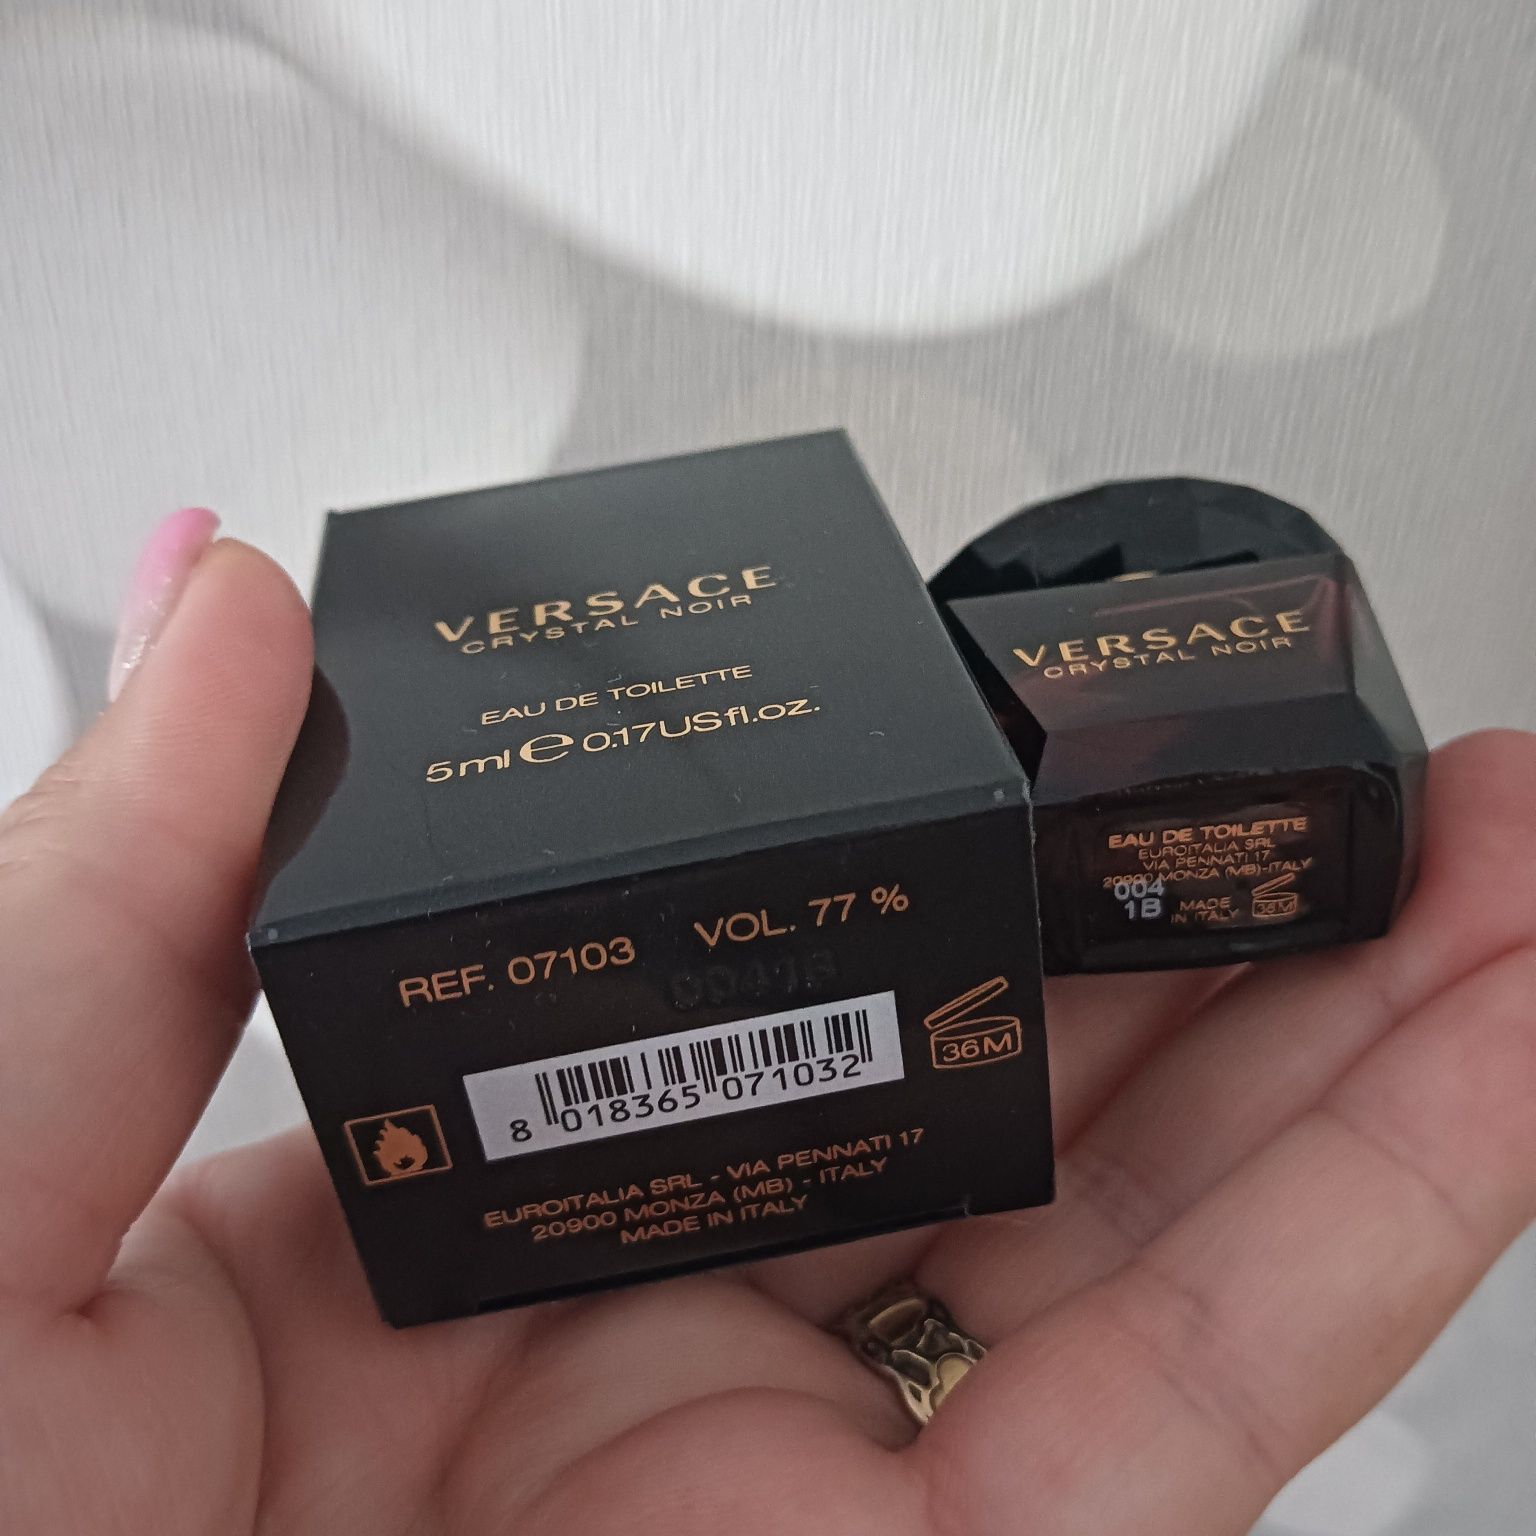 VERSACE
CRYSTAL NOIR
EAU DE TOILETTE
5ml e 0.17USfl.oz.
REF. 07103 VOL. 77 %
0041B
8 018365 071032
36M
EUROITALIA SRL - VIA PENNATI 17
20900 MONZA (MB) - ITALY
MADE IN ITALY
VERSACE
CRYSTAL NOIR
EAU DE TOILETTE
EUROITALIA SRL
VIA PENNATI 17
20900 MONZA (MB)-ITALY
004
1B
MADE
IN ITALY
36M